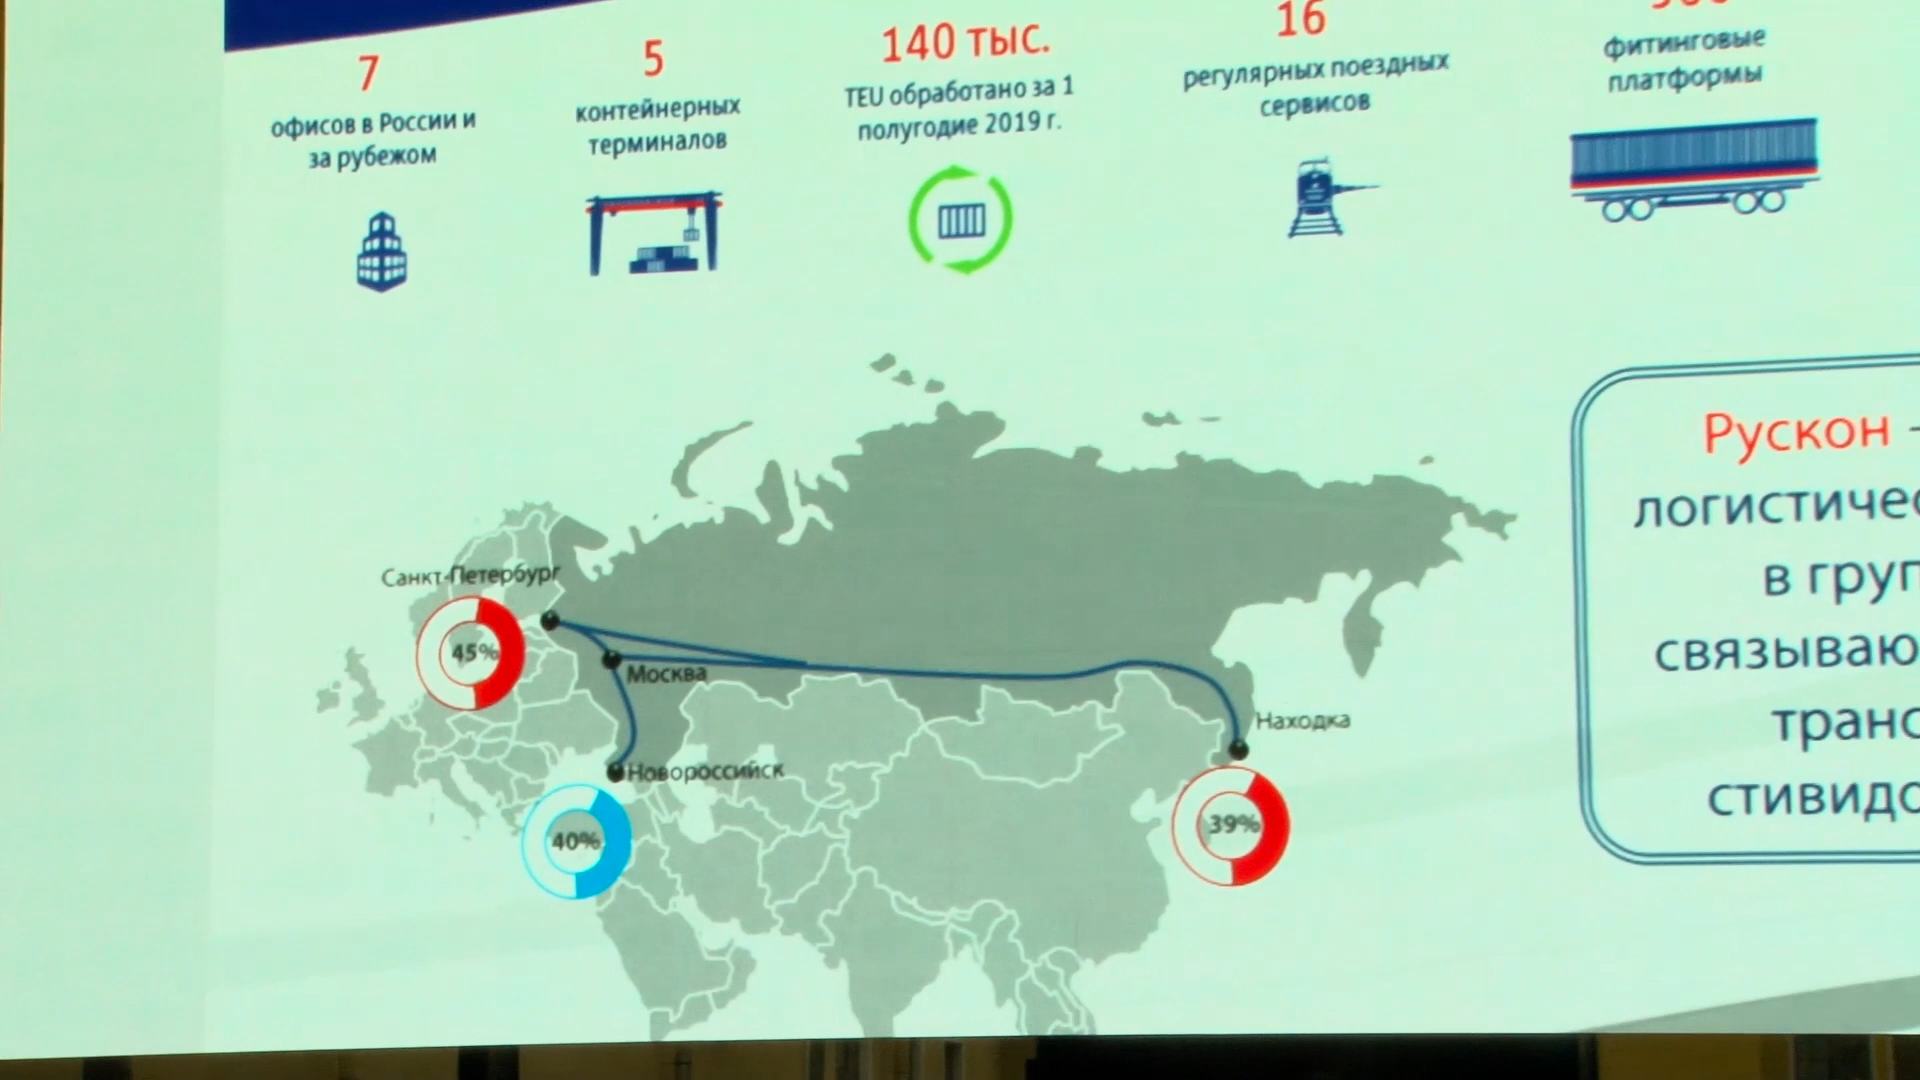 7
офисов в России и
за рубежом
5
контейнерных
терминалов
140 тыс.
TEU обработано за 1
полугодие 2019 г.
16
регулярных поездных
сервисов
фитинговые
платформы
Санкт-Петербург
45%
Москва
Новороссийск
40%
Находка
39%
Рускон -
логистичес
в груп
связываю
транс
стивидо